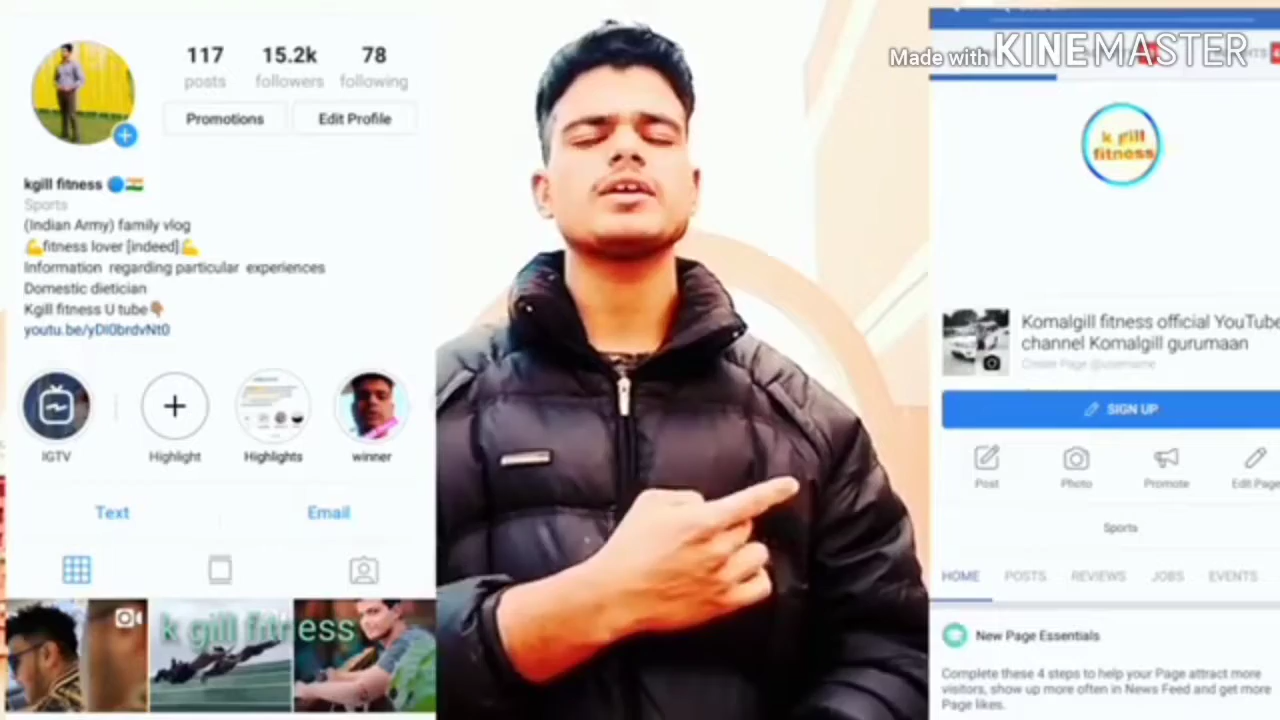 117 15.2k 78
posts followers following
Promotions Edit Profile
kgill fitness
Sports
(Indian Army) family vlog
fitness lover [indeed]
Information regarding particular experiences
Domestic dietician
Kgill fitness U tube
youtu.be/yDI0brdvNt0
IGTV Highlight Highlights winner
Text Email
k gill fitness
Made with KINEMASTER
k gill
fitness
Komalgill fitness official YouTube
channel Komalgill gurumaan
Create Page @username
SIGN UP
Post Photo Promote Edit Page
Sports
HOME POSTS REVIEWS JOBS EVENTS
New Page Essentials
Complete these 4 steps to help your Page attract more
visitors, show up more often in News Feed and get more
Page likes.